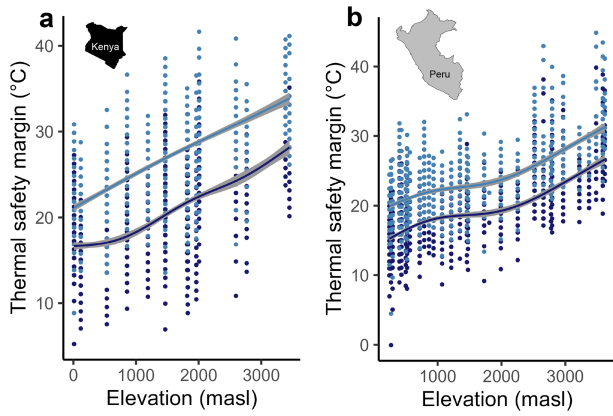 a
Kenya
Thermal safety margin (°C)
40
30
20
10
0
1000
2000
3000
Elevation (masl)
b
Peru
Thermal safety margin (°C)
40
30
20
10
0
1000
2000
3000
Elevation (masl)